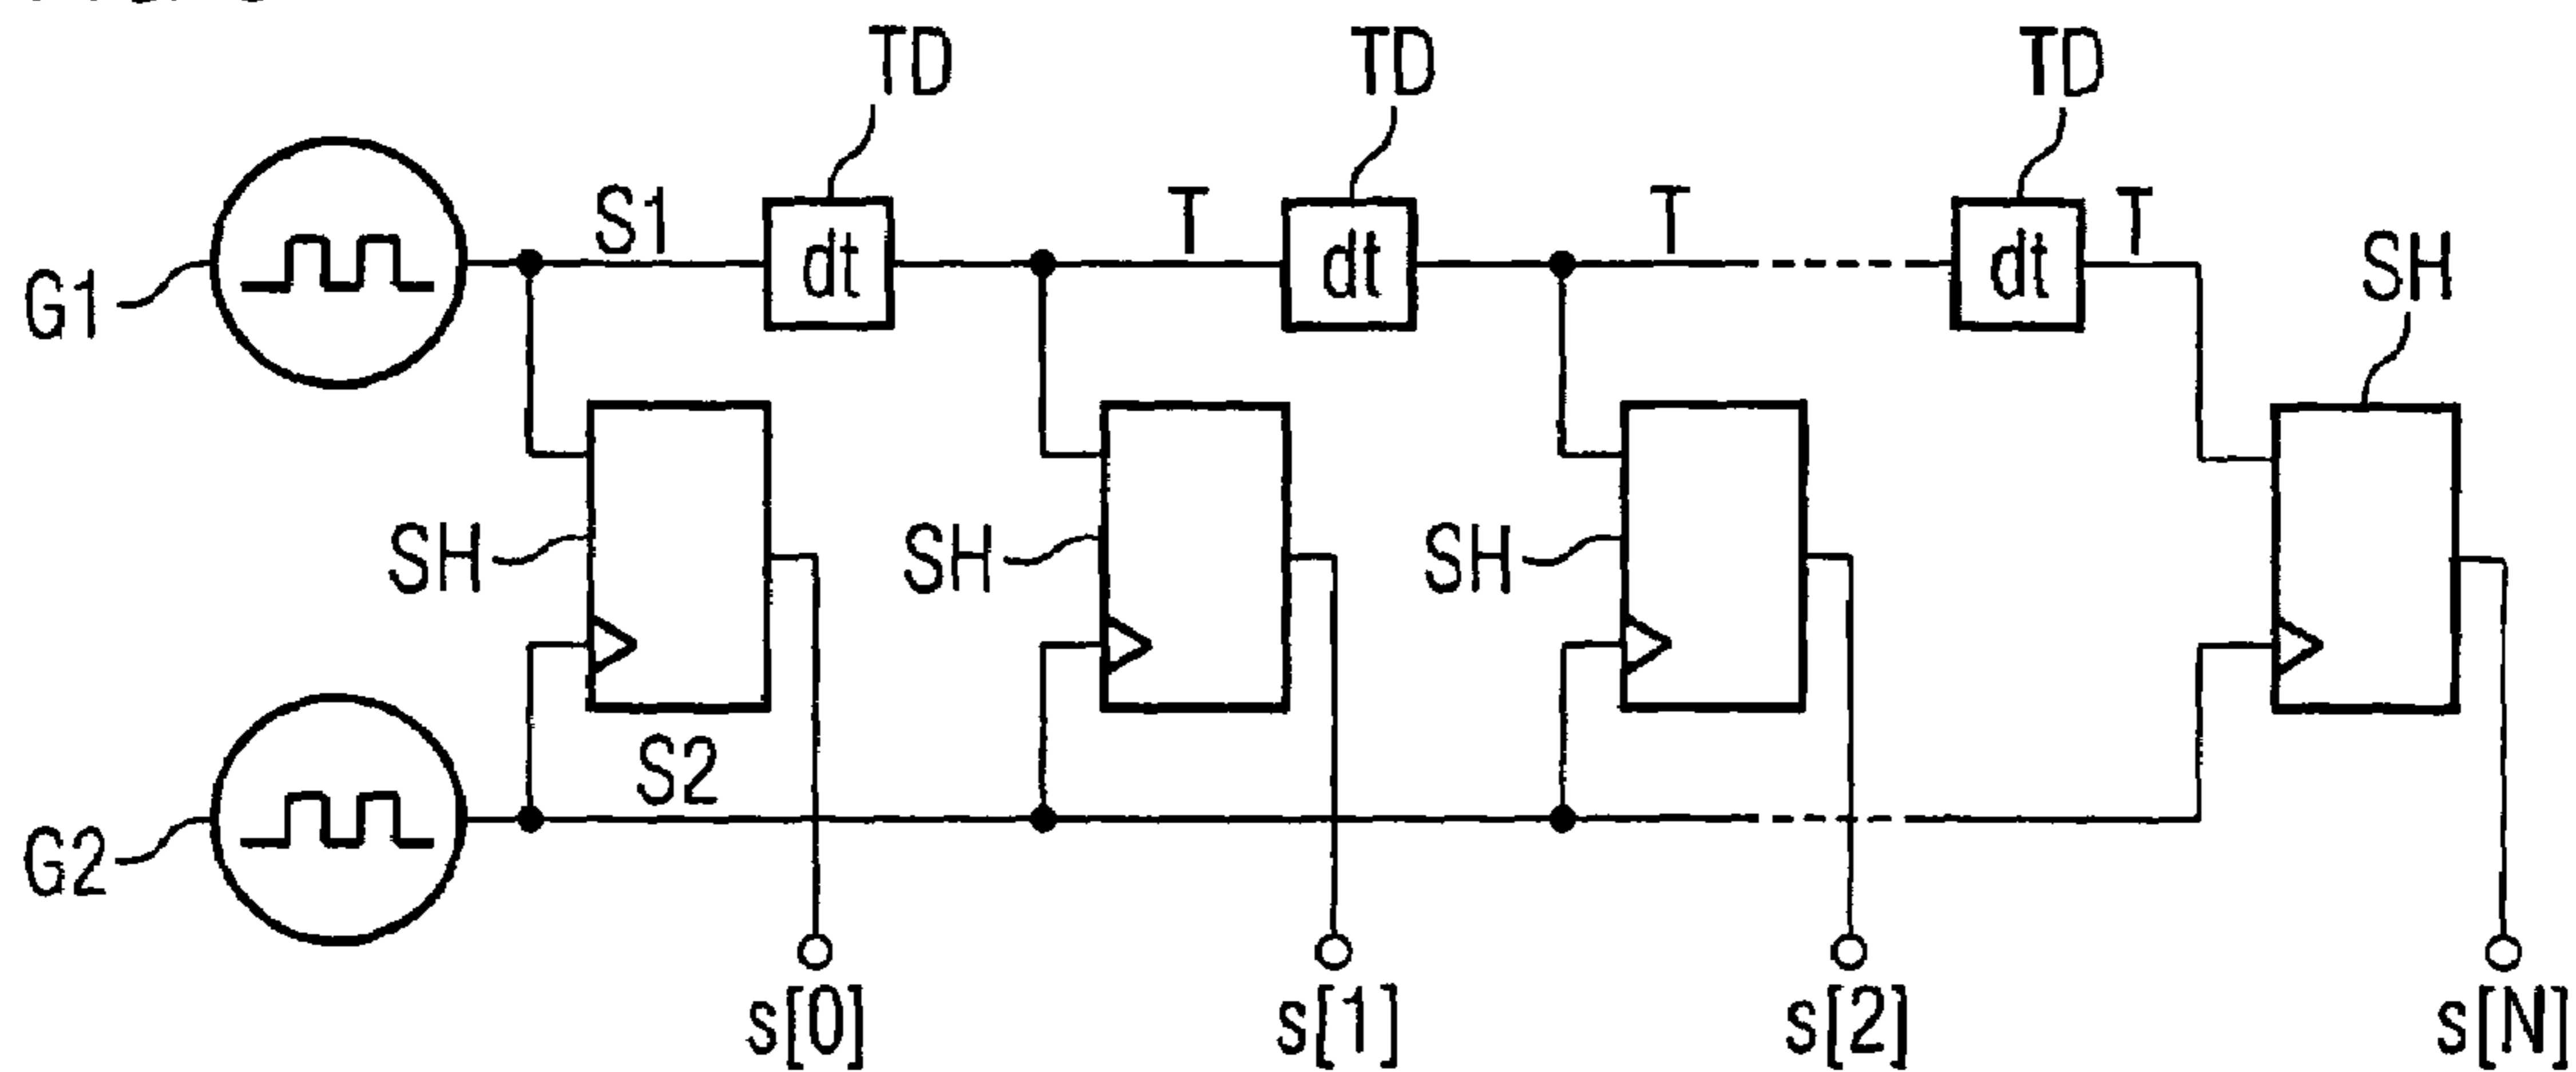 TD TD TD
S1 T T T
dt dt dt
G1 SH
SH SH SH
S2
G2
s[0] s[1] s[2] s[N]